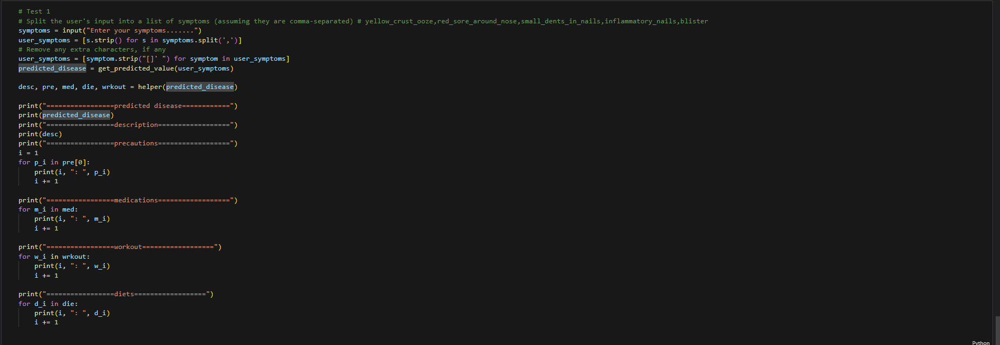 # Test 1
# Split the user's input into a list of symptoms (assuming they are comma-separated) # yellow_crust_ooze,red_sore_around_nose,small_dents_in_nails,inflammatory_nails,blister
symptoms = input("Enter your symptoms.......")
user_symptoms = [s.strip() for s in symptoms.split(',')]
# Remove any extra characters, if any
user_symptoms = [symptom.strip("[]' ") for symptom in user_symptoms]
predicted_disease = get_predicted_value(user_symptoms)

desc, pre, med, die, wrkout = helper(predicted_disease)

print("=================predicted disease============")
print(predicted_disease)
print("=================description==================")
print(desc)
print("=================precautions==================")
i = 1
for p_i in pre[0]:
    print(i, ": ", p_i)
    i += 1

print("=================medications==================")
for m_i in med:
    print(i, ": ", m_i)
    i += 1

print("=================workout==================")
for w_i in wrkout:
    print(i, ": ", w_i)
    i += 1

print("=================diets==================")
for d_i in die:
    print(i, ": ", d_i)
    i += 1
Python